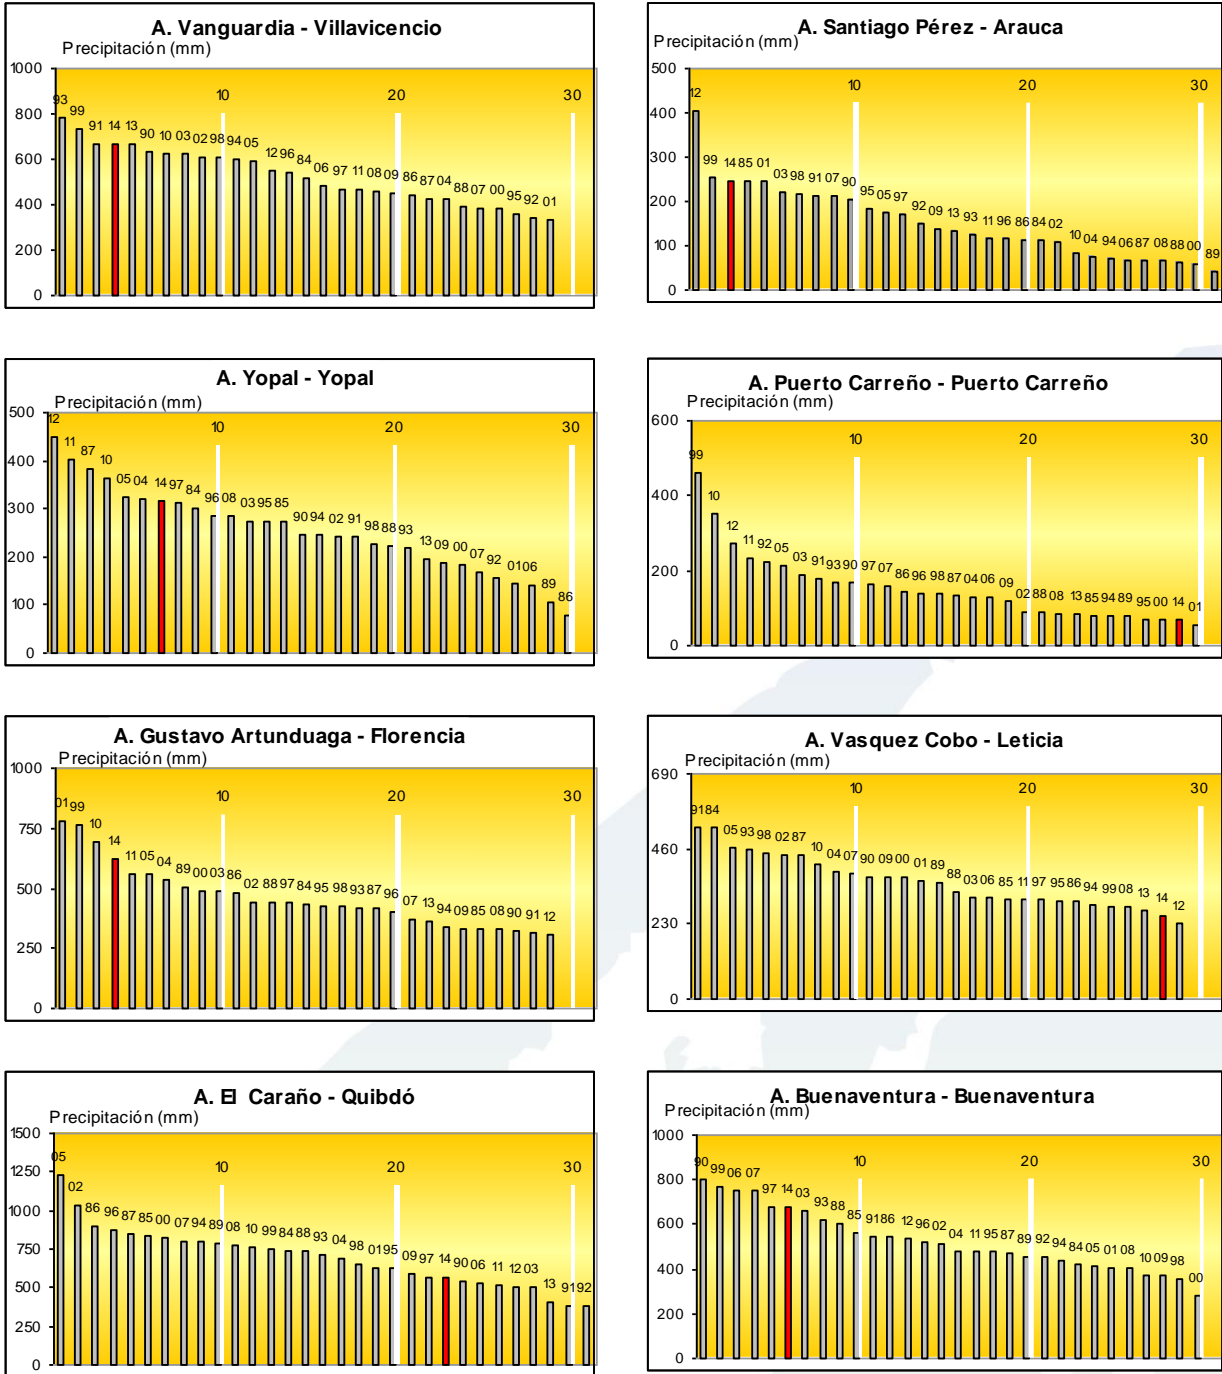 A. Vanguardia - Villavicencio
Precipitación (mm)
1000
800
600
400
200
0
10
20
30
93 99 91 14 13 90 10 03 02 98 94 05 12 96 84 06 97 11 08 09 86 87 04 88 07 00 95 92 01
A. Santiago Pérez - Arauca
Precipitación (mm)
500
400
300
200
100
0
10
20
30
12 99 14 85 01 03 98 91 07 90 95 05 97 92 09 13 93 11 96 86 84 02 10 04 94 06 87 08 88 00 89
A. Yopal - Yopal
Precipitación (mm)
500
400
300
200
100
0
10
20
30
12 11 87 10 05 04 14 97 84 96 08 03 95 85 90 94 02 91 98 88 93 13 09 00 07 92 01 06 89 86
A. Puerto Carreño - Puerto Carreño
Precipitación (mm)
600
400
200
0
10
20
30
99 10 12 11 92 05 03 91 93 90 97 07 86 96 98 87 04 06 09 02 88 08 13 85 94 89 95 00 14 01
A. Gustavo Artunduaga - Florencia
Precipitación (mm)
1000
750
500
250
0
10
20
30
01 99 10 14 11 05 04 89 00 03 86 02 88 97 84 95 98 93 87 96 07 13 94 09 85 08 90 91 12
A. Vasquez Cobo - Leticia
Precipitación (mm)
690
460
230
0
10
20
30
91 84 05 93 98 02 87 10 04 07 90 09 00 01 89 88 03 06 85 11 97 95 86 94 99 08 13 14 12
A. El Caraño - Quibdó
Precipitación (mm)
1500
1250
1000
750
500
250
0
10
20
30
05 02 86 96 87 85 00 07 94 89 08 10 99 84 88 93 04 98 01 95 09 97 14 90 06 11 12 03 13 91 92
A. Buenaventura - Buenaventura
Precipitación (mm)
1000
800
600
400
200
0
10
20
30
90 99 06 07 97 14 03 93 88 85 91 86 12 96 02 04 11 95 87 89 92 94 84 05 01 08 10 09 98 00